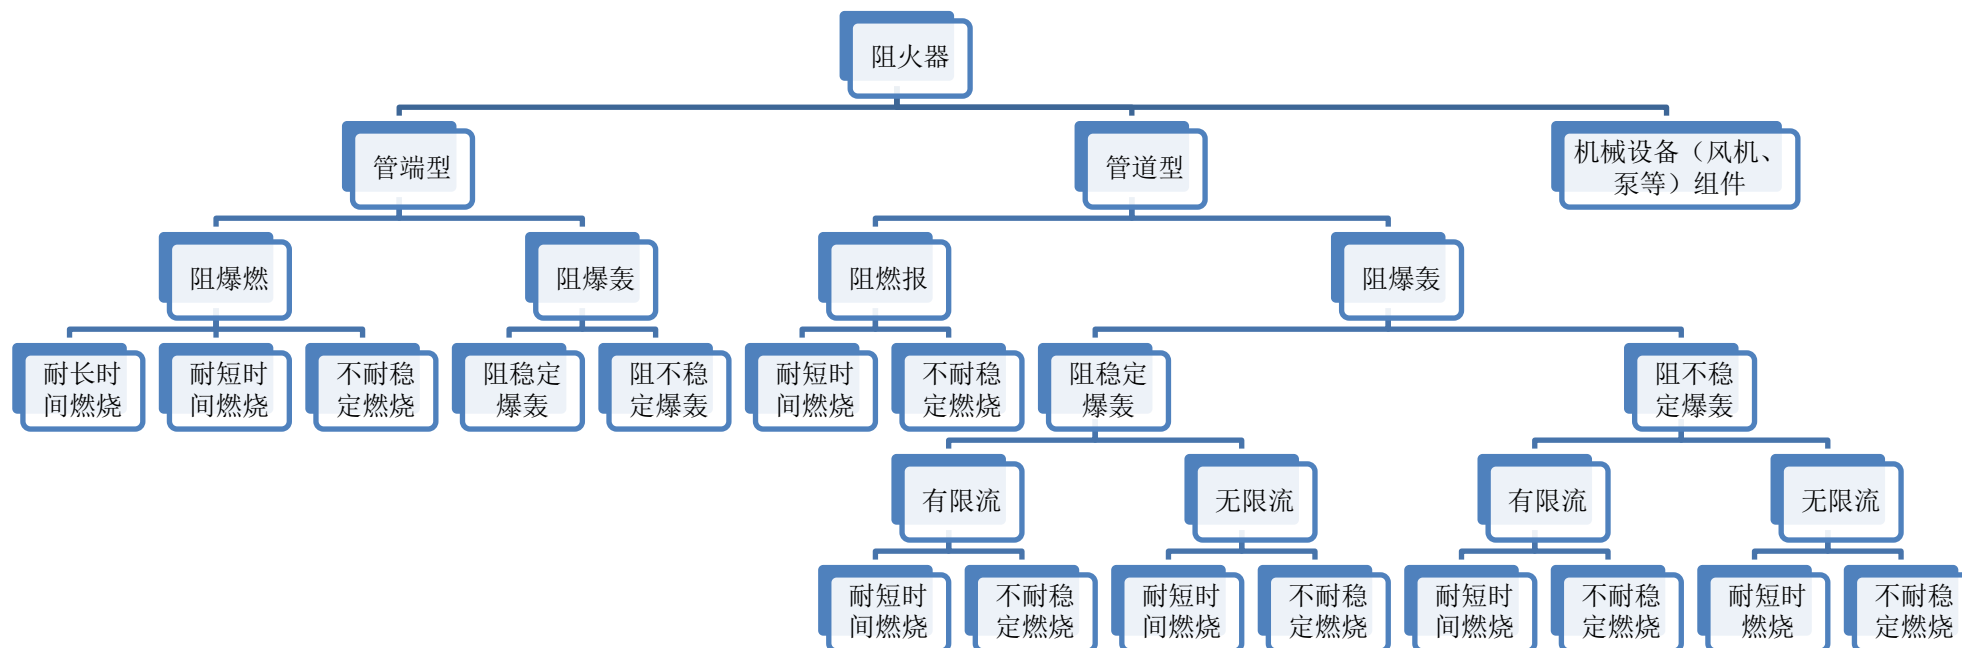 阻火器
管端型
管道型
机械设备（风机、
泵等）组件
阻爆燃
阻爆轰
阻燃报
阻爆轰
耐长时
间燃烧
耐短时
间燃烧
不耐稳
定燃烧
阻稳定
爆轰
阻不稳
定爆轰
耐短时
间燃烧
不耐稳
定燃烧
阻稳定
爆轰
阻不稳
定爆轰
有限流
无限流
有限流
无限流
耐短时
间燃烧
不耐稳
定燃烧
耐短时
间燃烧
不耐稳
定燃烧
耐短时
间燃烧
不耐稳
定燃烧
耐短时
燃烧
不耐稳
定燃烧